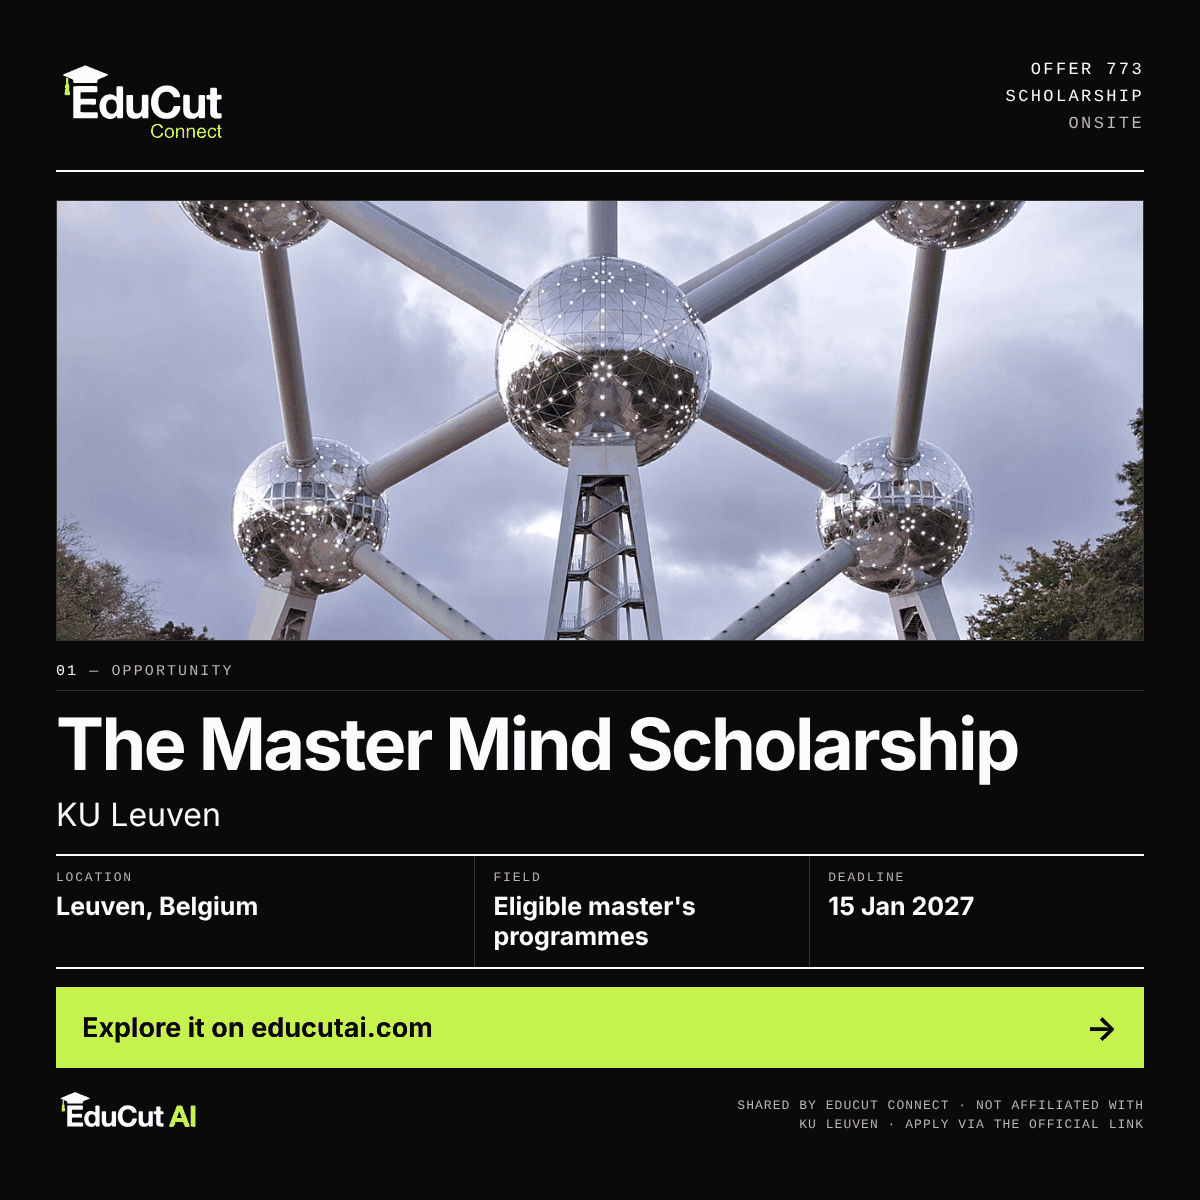 EduCut
Connect
OFFER 773
SCHOLARSHIP
ONSITE
01 — OPPORTUNITY
The Master Mind Scholarship
KU Leuven
LOCATION
Leuven, Belgium
FIELD
Eligible master's
programmes
DEADLINE
15 Jan 2027
Explore it on educutai.com →
EduCut AI
SHARED BY EDUCUT CONNECT · NOT AFFILIATED WITH
KU LEUVEN · APPLY VIA THE OFFICIAL LINK